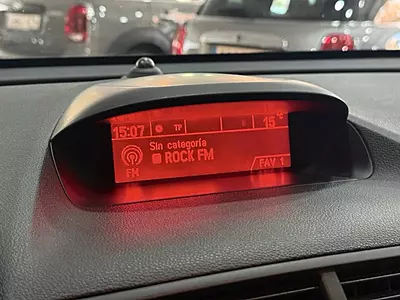 15:07 TP 15 °C
Sin categoría
ROCK FM
FM FAV 1